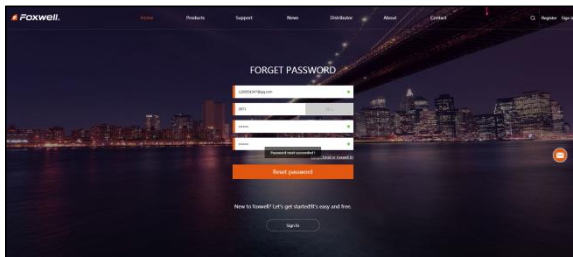 Foxwell.
Home Products Support News Distributor About Contact Register Sign in
FORGET PASSWORD
Password reset succeeded !
Reset password
New to foxwell? Let's get started!It's easy and free.
Sign In